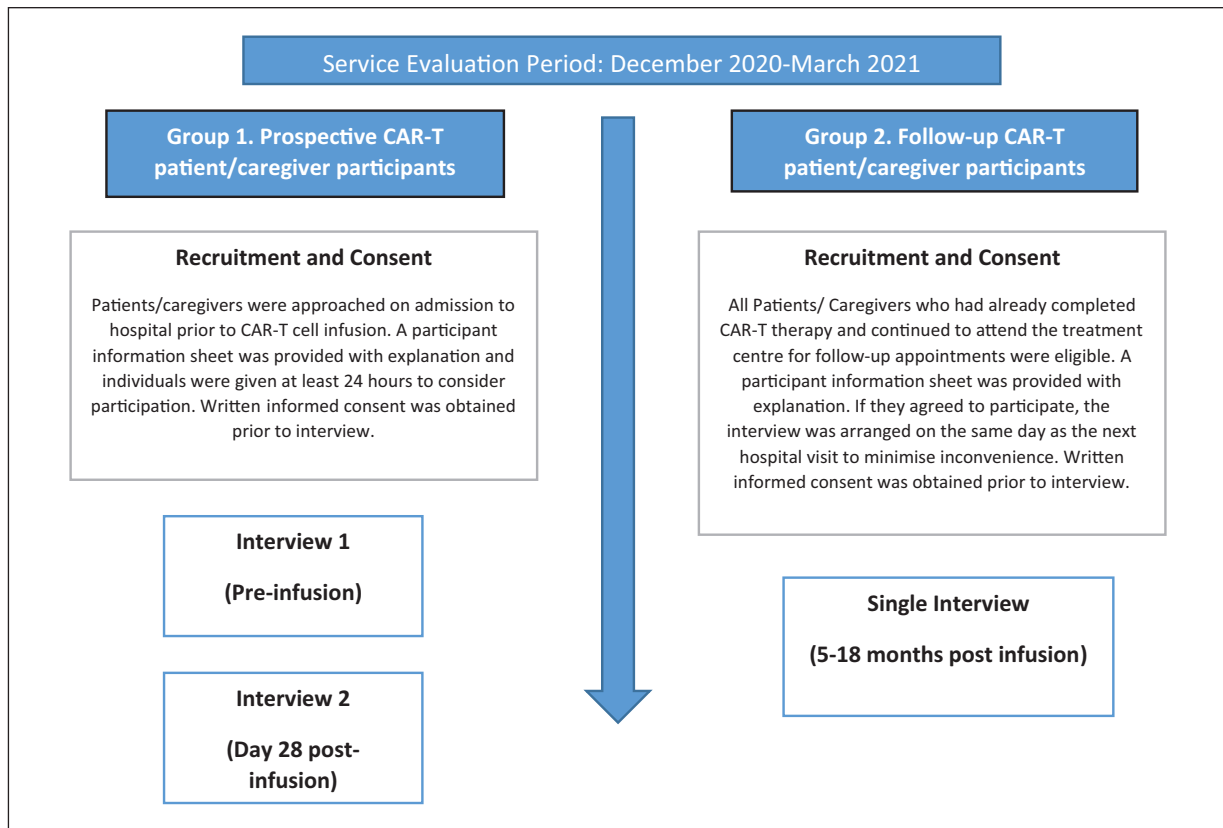 Service Evaluation Period: December 2020-March 2021
Group 1. Prospective CAR-T
patient/caregiver participants
Recruitment and Consent
Patients/caregivers were approached on admission to
hospital prior to CAR-T cell infusion. A participant
information sheet was provided with explanation and
individuals were given at least 24 hours to consider
participation. Written informed consent was obtained
prior to interview.
Interview 1
(Pre-infusion)
Interview 2
(Day 28 post-
infusion)
Group 2. Follow-up CAR-T
patient/caregiver participants
Recruitment and Consent
All Patients/ Caregivers who had already completed
CAR-T therapy and continued to attend the treatment
centre for follow-up appointments were eligible. A
participant information sheet was provided with
explanation. If they agreed to participate, the
interview was arranged on the same day as the next
hospital visit to minimise inconvenience. Written
informed consent was obtained prior to interview.
Single Interview
(5-18 months post infusion)